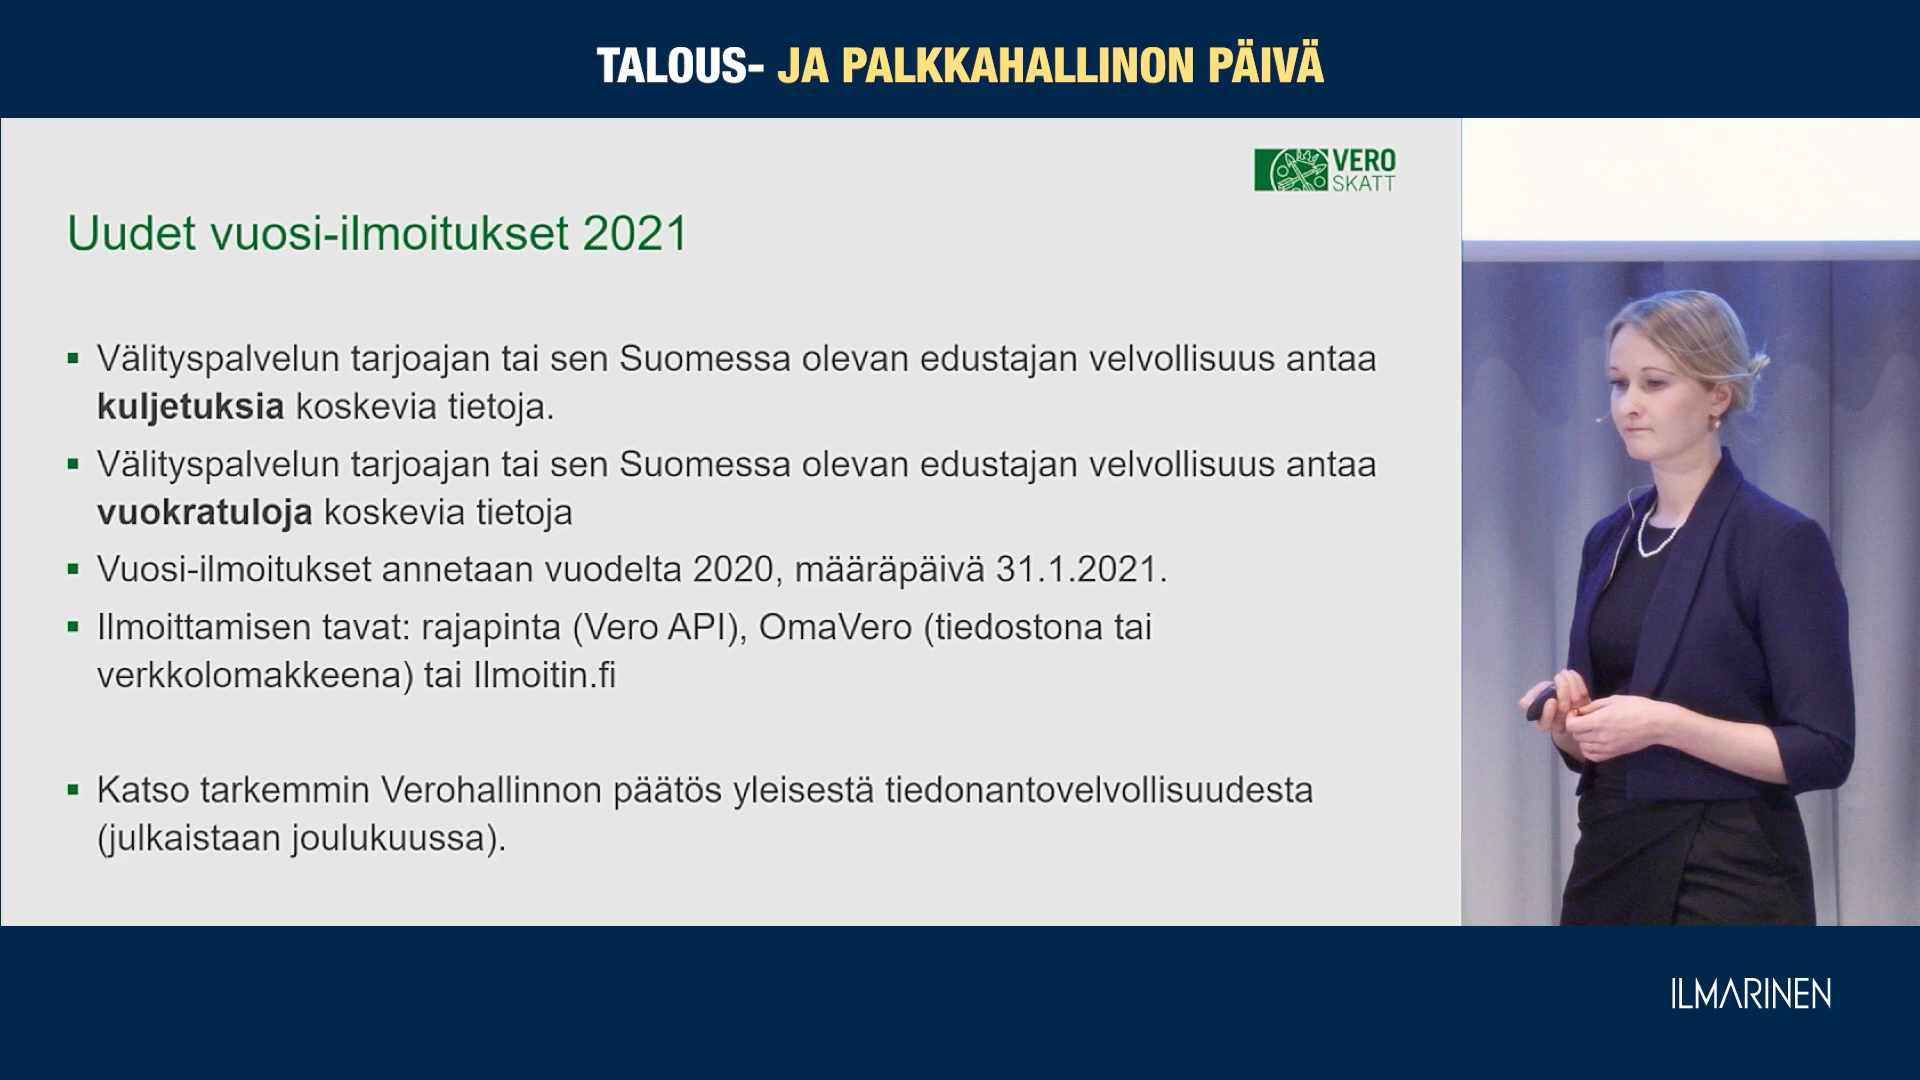 TALOUS- JA PALKKAHALLINON PÄIVÄ
VERO
SKATT
Uudet vuosi-ilmoitukset 2021
▪ Välityspalvelun tarjoajan tai sen Suomessa olevan edustajan velvollisuus antaa
kuljetuksia koskevia tietoja.
▪ Välityspalvelun tarjoajan tai sen Suomessa olevan edustajan velvollisuus antaa
vuokratuloja koskevia tietoja
▪ Vuosi-ilmoitukset annetaan vuodelta 2020, määräpäivä 31.1.2021.
▪ Ilmoittamisen tavat: rajapinta (Vero API), OmaVero (tiedostona tai
verkkolomakkeena) tai Ilmoitin.fi
▪ Katso tarkemmin Verohallinnon päätös yleisestä tiedonantovelvollisuudesta
(julkaistaan joulukuussa).
ILMARINEN